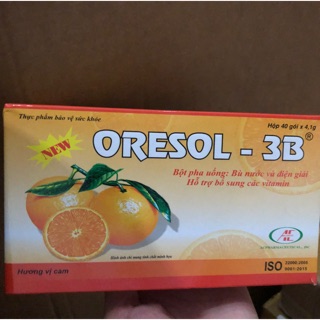 Thực phẩm bảo vệ sức khỏe
Hộp 40 gói x 4,1g
NEW
ORESOL - 3B®
Bột pha uống: Bù nước và điện giải
Hỗ trợ bổ sung các vitamin
Hương vị cam
ISO